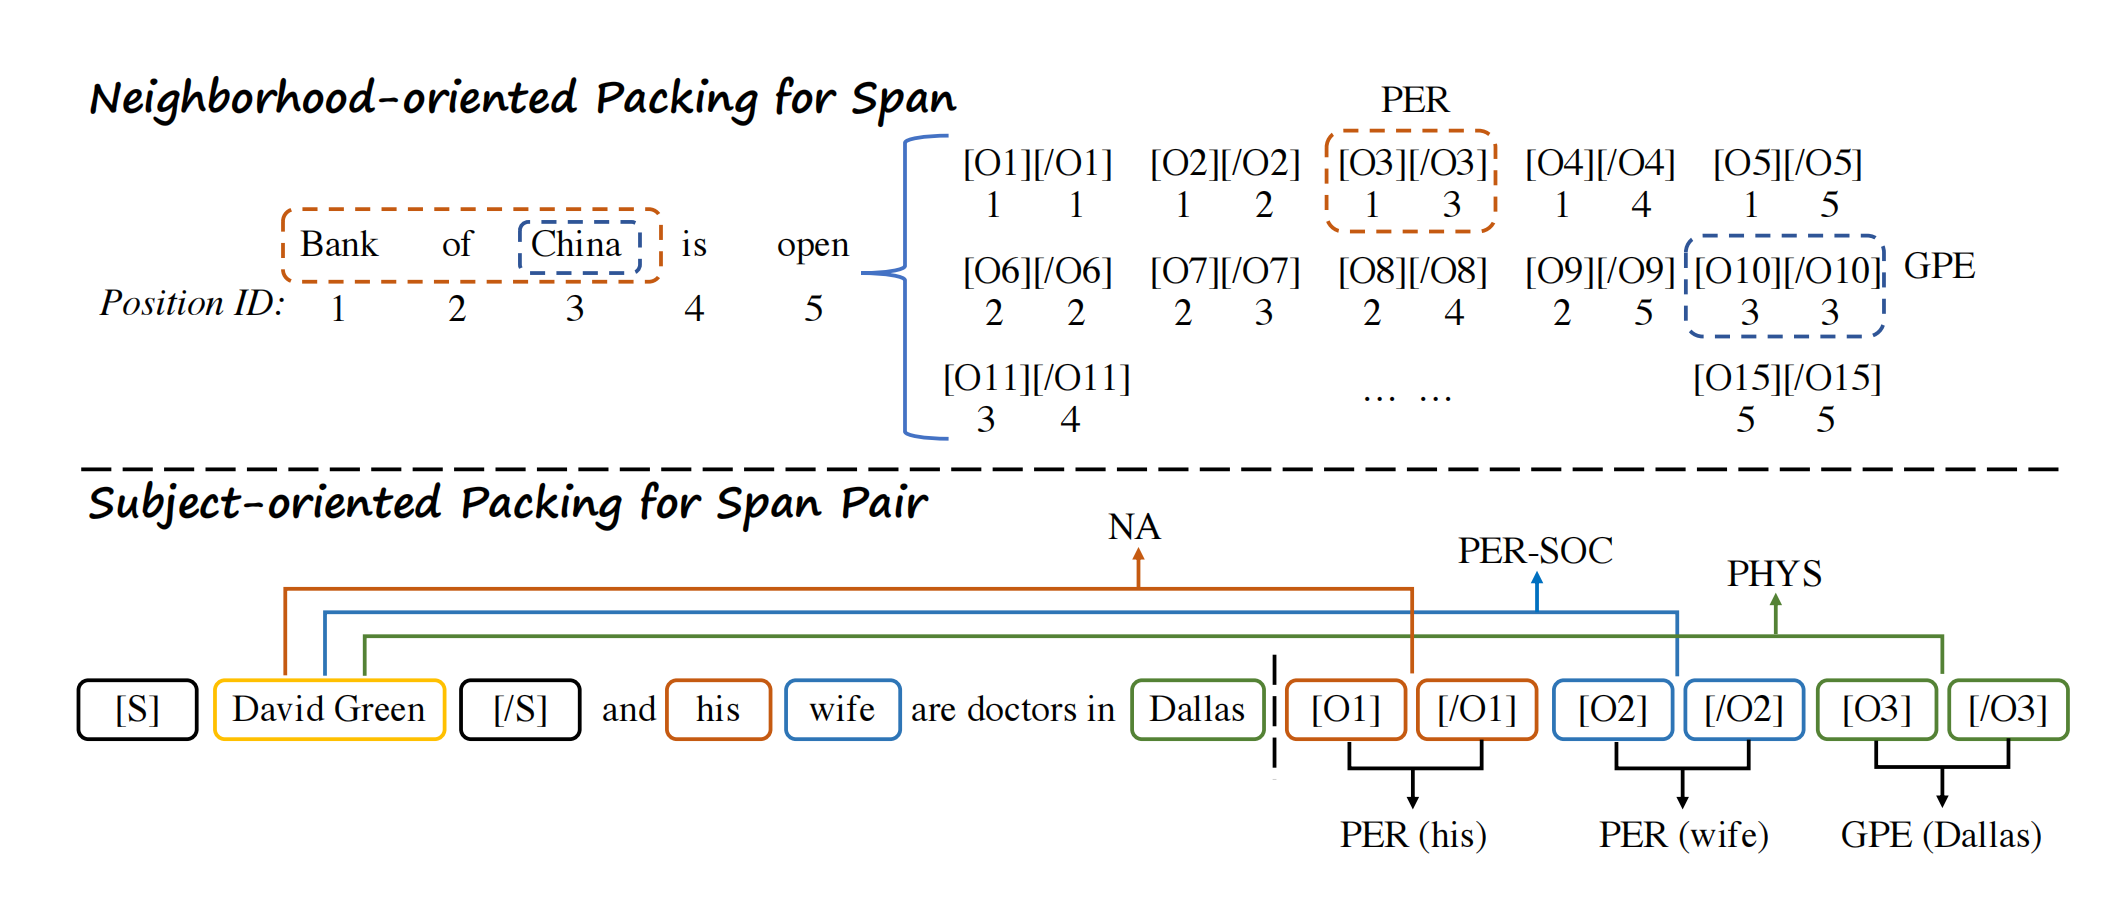 Neighborhood-oriented Packing for Span
PER
[O1][/O1] [O2][/O2] [O3][/O3] [O4][/O4] [O5][/O5]
1 1 1 2 1 3 1 4 1 5
Bank of China is open
Position ID: 1 2 3 4 5
[O6][/O6] [O7][/O7] [O8][/O8] [O9][/O9] [O10][/O10] GPE
2 2 2 3 2 4 2 5 3 3
[O11][/O11] ... ... [O15][/O15]
3 4 5 5
Subject-oriented Packing for Span Pair
NA
PER-SOC
PHYS
[S] David Green [/S] and his wife are doctors in Dallas [O1] [/O1] [O2] [/O2] [O3] [/O3]
PER (his) PER (wife) GPE (Dallas)